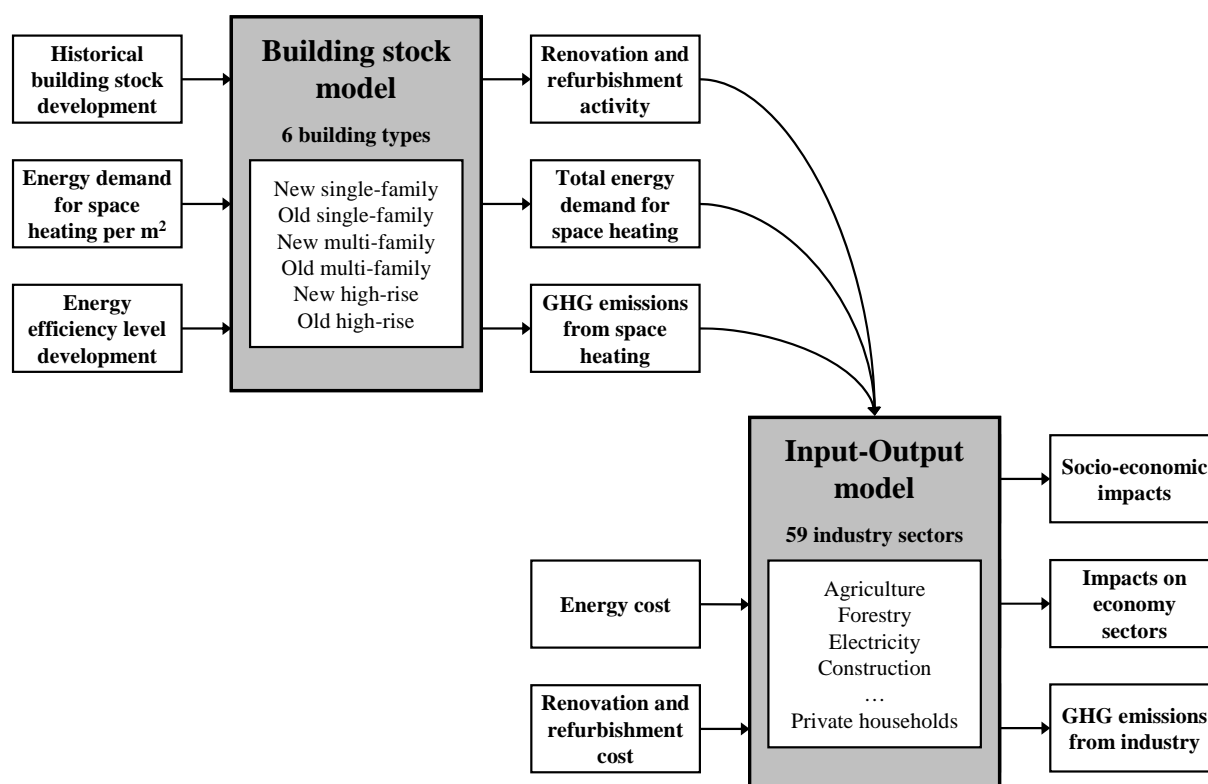 Historical
building stock
development
Energy demand
for space
heating per m²
Energy
efficiency level
development
Building stock
model
6 building types
New single-family
Old single-family
New multi-family
Old multi-family
New high-rise
Old high-rise
Renovation and
refurbishment
activity
Total energy
demand for
space heating
GHG emissions
from space
heating
Energy cost
Renovation and
refurbishment
cost
Input-Output
model
59 industry sectors
Agriculture
Forestry
Electricity
Construction
…
Private households
Socio-economic
impacts
Impacts on
economy
sectors
GHG emissions
from industry